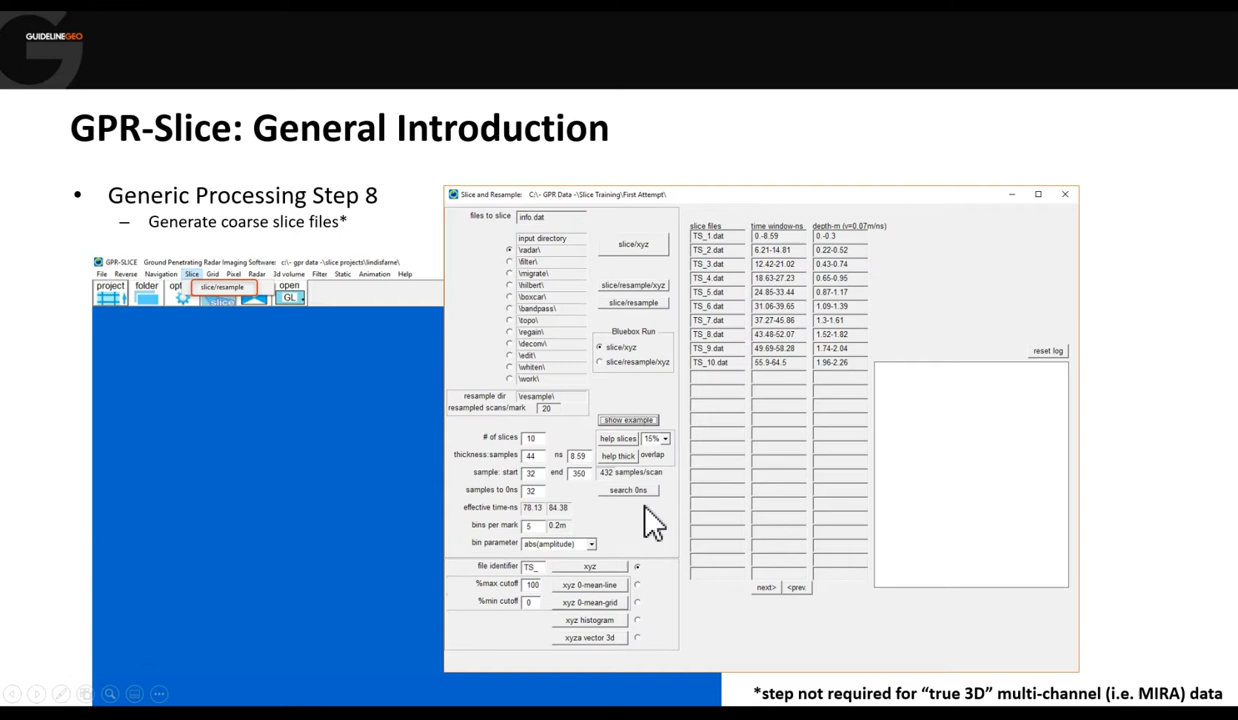 GUIDELINEGEO
GPR-Slice: General Introduction
• Generic Processing Step 8
– Generate coarse slice files*
GPR-SLICE Ground Penetrating Radar Imaging Software: c:\- gpr data -\slice projects\lindisfarne\
File Reverse Navigation Slice Grid Pixel Radar 3d volume Filter Static Animation Help
project folder opt slice/resample open
slice GL
Slice and Resample: C:\- GPR Data -\Slice Training\First Attempt\
files to slice info.dat
input directory
\radar\
\filter\
\migrate\
\hilbert\
\boxcar\
\bandpass\
\topo\
\regain\
\deconv\
\edit\
\whiten\
\work\
slice/xyz
slice/resample/xyz
slice/resample
Bluebox Run
slice/xyz
slice/resample/xyz
resample dir \resample\
resampled scans/mark 20
show example
# of slices 10 help slices 15%
thickness:samples 44 ns 8.59 help thick overlap
sample: start 32 end 350 432 samples/scan
samples to 0ns 32 search 0ns
effective time-ns 78.13 84.38
bins per mark 5 0.2m
bin parameter abs(amplitude)
file identifier TS_ xyz
%max cutoff 100 xyz 0-mean-line
%min cutoff 0 xyz 0-mean-grid
xyz histogram
xyza vector 3d
slice files time window-ns depth-m (v=0.07m/ns)
TS_1.dat 0.-8.59 0.-0.3
TS_2.dat 6.21-14.81 0.22-0.52
TS_3.dat 12.42-21.02 0.43-0.74
TS_4.dat 18.63-27.23 0.65-0.95
TS_5.dat 24.85-33.44 0.87-1.17
TS_6.dat 31.06-39.65 1.09-1.39
TS_7.dat 37.27-45.86 1.3-1.61
TS_8.dat 43.48-52.07 1.52-1.82
TS_9.dat 49.69-58.28 1.74-2.04
TS_10.dat 55.9-64.5 1.96-2.26
next> <prev.
reset log
*step not required for “true 3D” multi-channel (i.e. MIRA) data